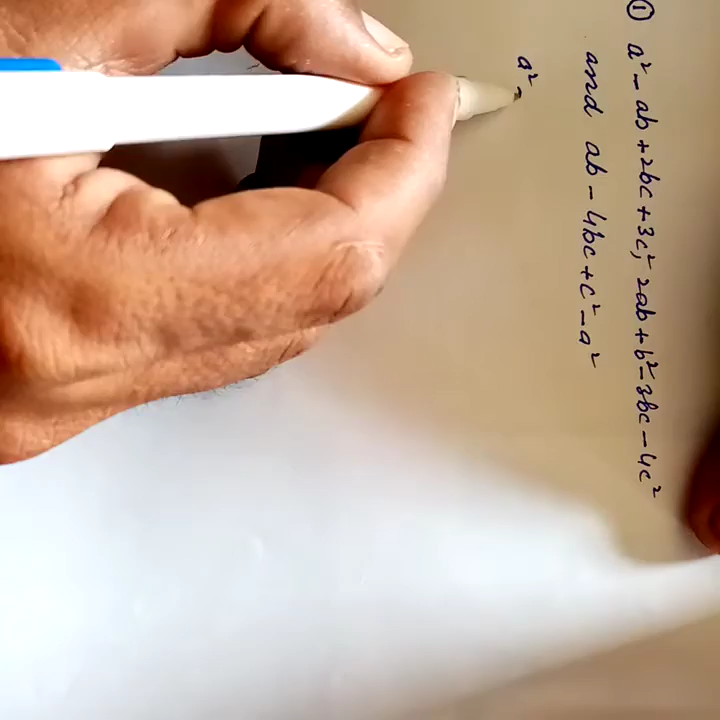 ① a² - ab + 2bc + 3c², 2ab + b² - 3bc - 4c²
and ab - 4bc + c² - a²
a² -